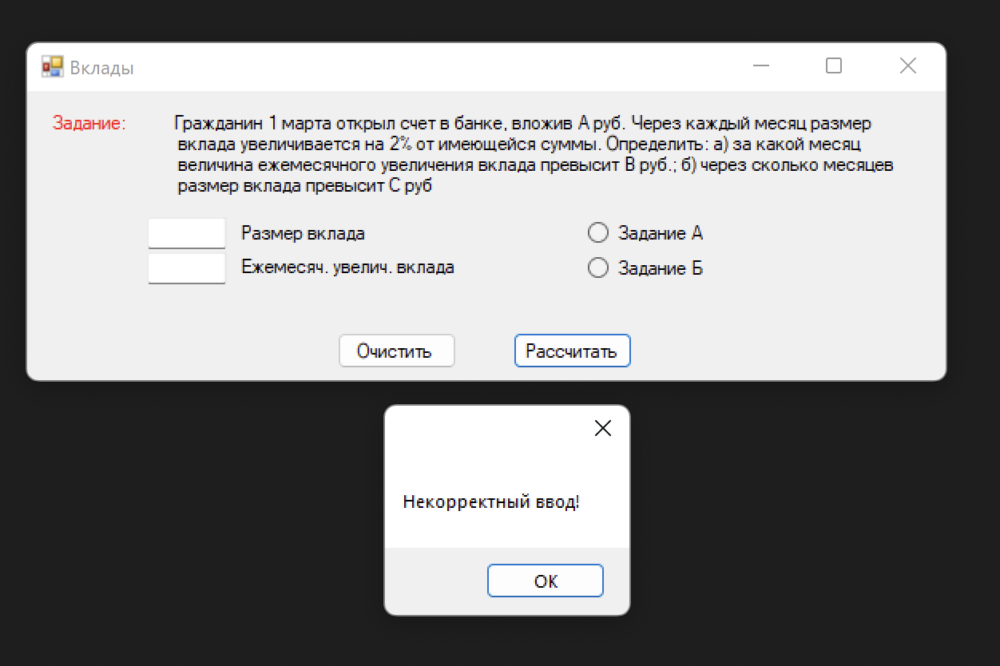 Вклады
Задание: Гражданин 1 марта открыл счет в банке, вложив А руб. Через каждый месяц размер
вклада увеличивается на 2% от имеющейся суммы. Определить: а) за какой месяц
величина ежемесячного увеличения вклада превысит В руб.; б) через сколько месяцев
размер вклада превысит С руб
Размер вклада
Задание А
Ежемесяч. увелич. вклада
Задание Б
Очистить
Рассчитать
Некорректный ввод!
ОК